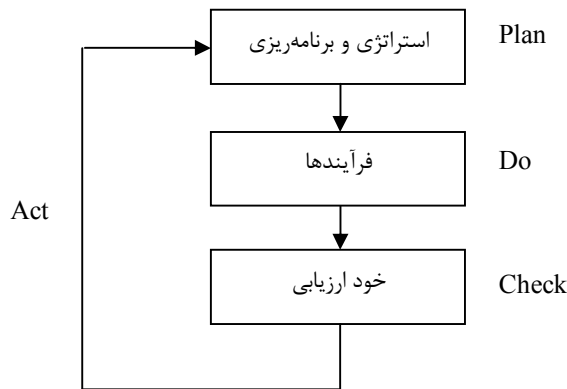 استراتژی و برنامه‌ریزی
Plan
فرآیندها
Do
Act
خود ارزیابی
Check